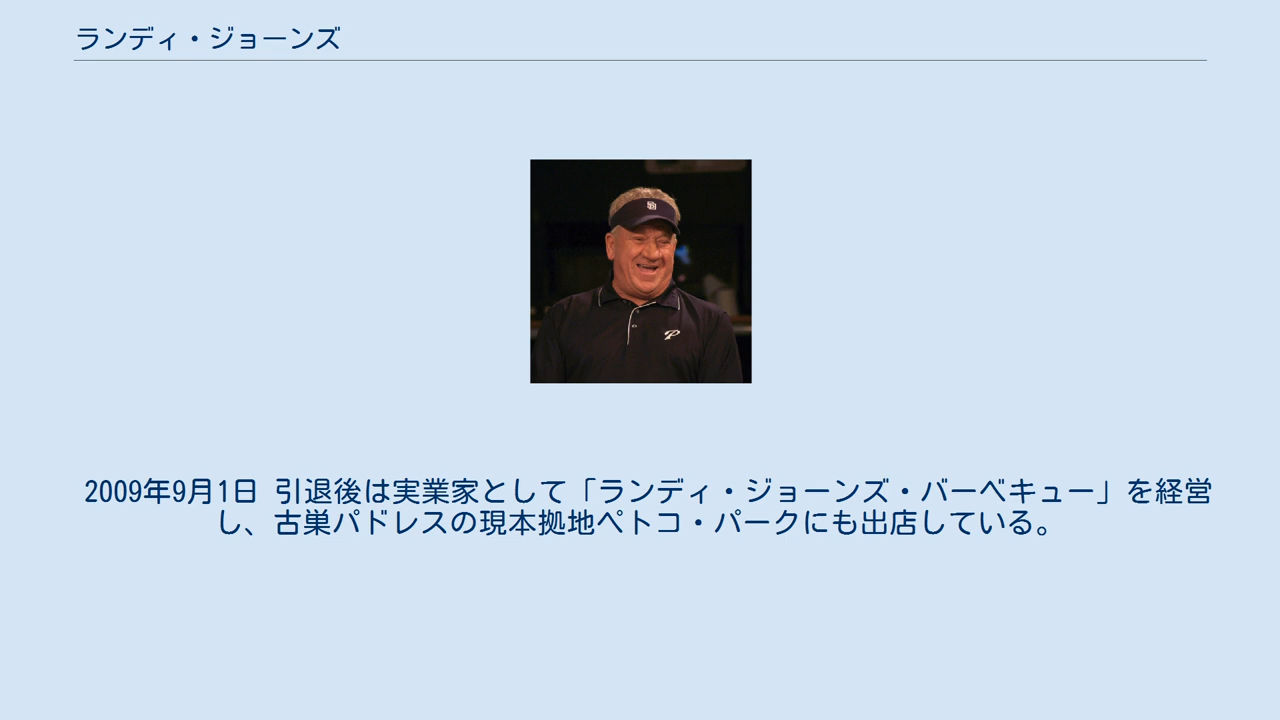 ランディ・ジョーンズ
2009年9月1日 引退後は実業家として「ランディ・ジョーンズ・バーベキュー」を経営
し、古巣パドレスの現本拠地ペトコ・パークにも出店している。